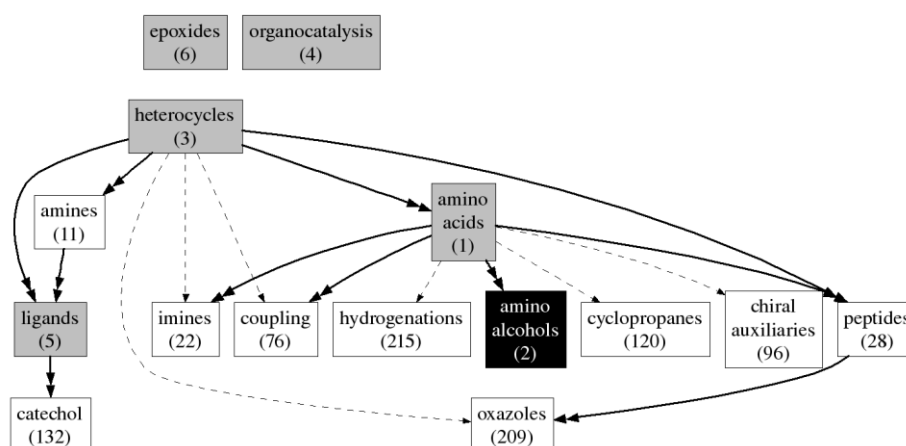 epoxides
(6)
organocatalysis
(4)
heterocycles
(3)
amines
(11)
amino
acids
(1)
ligands
(5)
imines
(22)
coupling
(76)
hydrogenations
(215)
amino
alcohols
(2)
cyclopropanes
(120)
chiral
auxiliaries
(96)
peptides
(28)
catechol
(132)
oxazoles
(209)